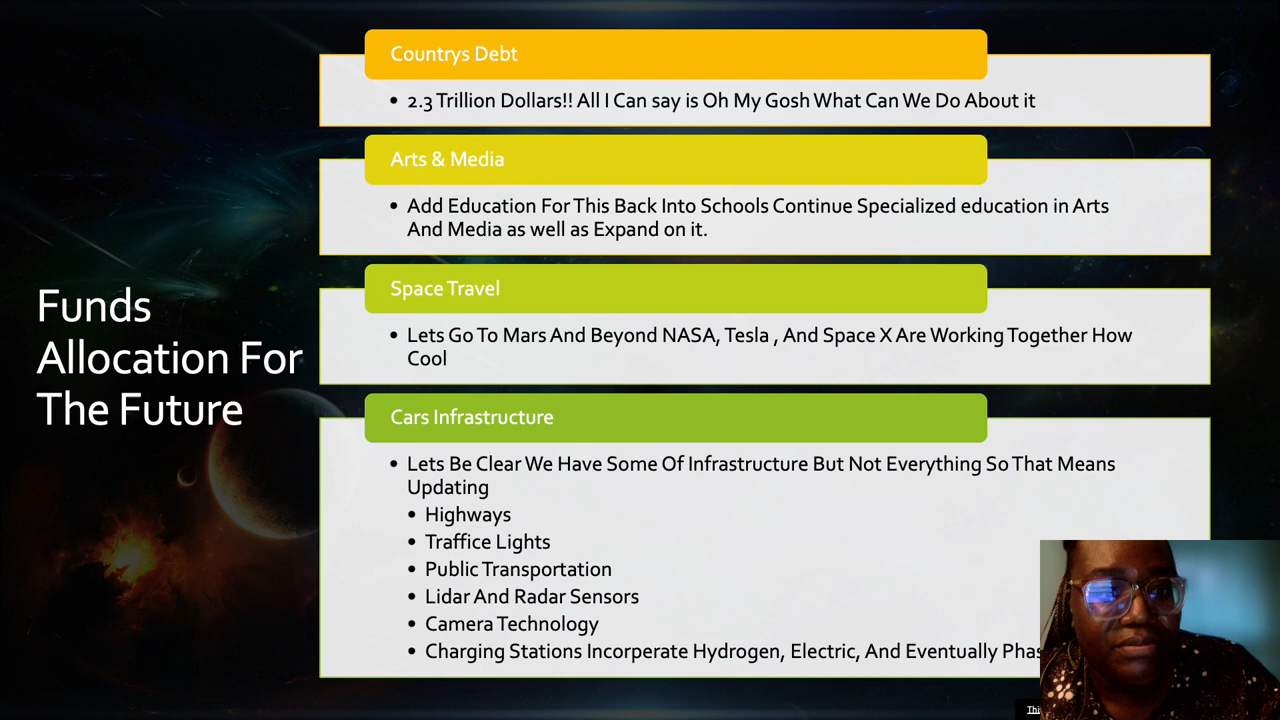 Funds
Allocation For
The Future
Countrys Debt
• 2.3 Trillion Dollars!! All I Can say is Oh My Gosh What Can We Do About it
Arts & Media
• Add Education For This Back Into Schools Continue Specialized education in Arts
And Media as well as Expand on it.
Space Travel
• Lets Go To Mars And Beyond NASA, Tesla , And Space X Are Working Together How
Cool
Cars Infrastructure
• Lets Be Clear We Have Some Of Infrastructure But Not Everything So That Means
Updating
• Highways
• Traffice Lights
• Public Transportation
• Lidar And Radar Sensors
• Camera Technology
• Charging Stations Incorperate Hydrogen, Electric, And Eventually